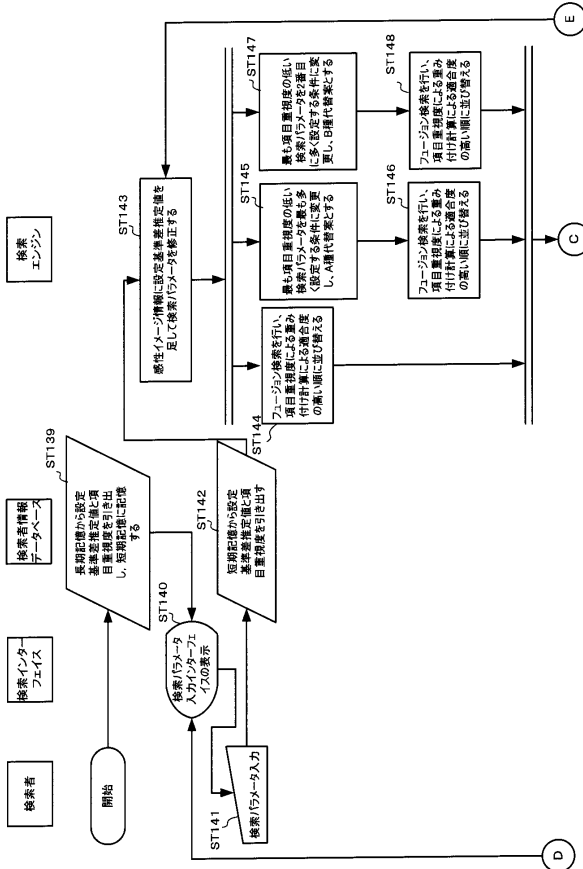 検索者
検索インター
フェイス
検索者情報
データベース
検索
エンジン
開始
ST139
長期記憶から設定
基準差推定値と項
目重視度を引き出
し、短期記憶に記憶
する
ST140
検索パラメータ
入力インターフェ
イスの表示
ST141
検索パラメータ入力
ST142
短期記憶から設定
基準差推定値と項
目重視度を引き出す
ST143
感性イメージ情報に設定基準差推定値を
足して検索パラメータを修正する
ST144
フュージョン検索を行い、
項目重視度による重み
付け計算による適合度
の高い順に並び替える
ST145
最も項目重視度の低い
検索パラメータを最も多
く設定する条件に変更
し、A種代替案とする
ST146
フュージョン検索を行い、
項目重視度による重み
付け計算による適合度
の高い順に並び替える
ST147
最も項目重視度の低い
検索パラメータを2番目
に多く設定する条件に変
更し、B種代替案とする
ST148
フュージョン検索を行い、
項目重視度による重み
付け計算による適合度
の高い順に並び替える
D
C
E